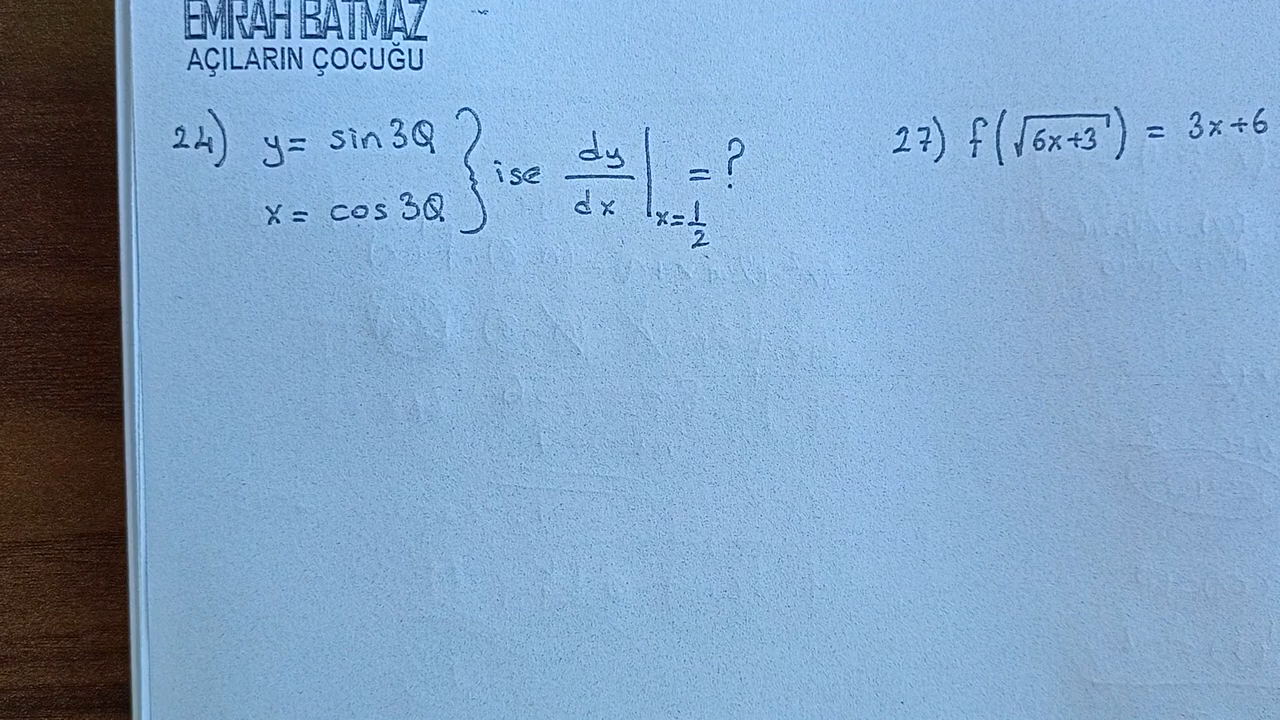 EMRAH BATMAZ
AÇILARIN ÇOCUĞU
24) y = sin3Q
x = cos3Q } ise dy/dx | x=1/2 = ?
27) f(√6x+3) = 3x+6